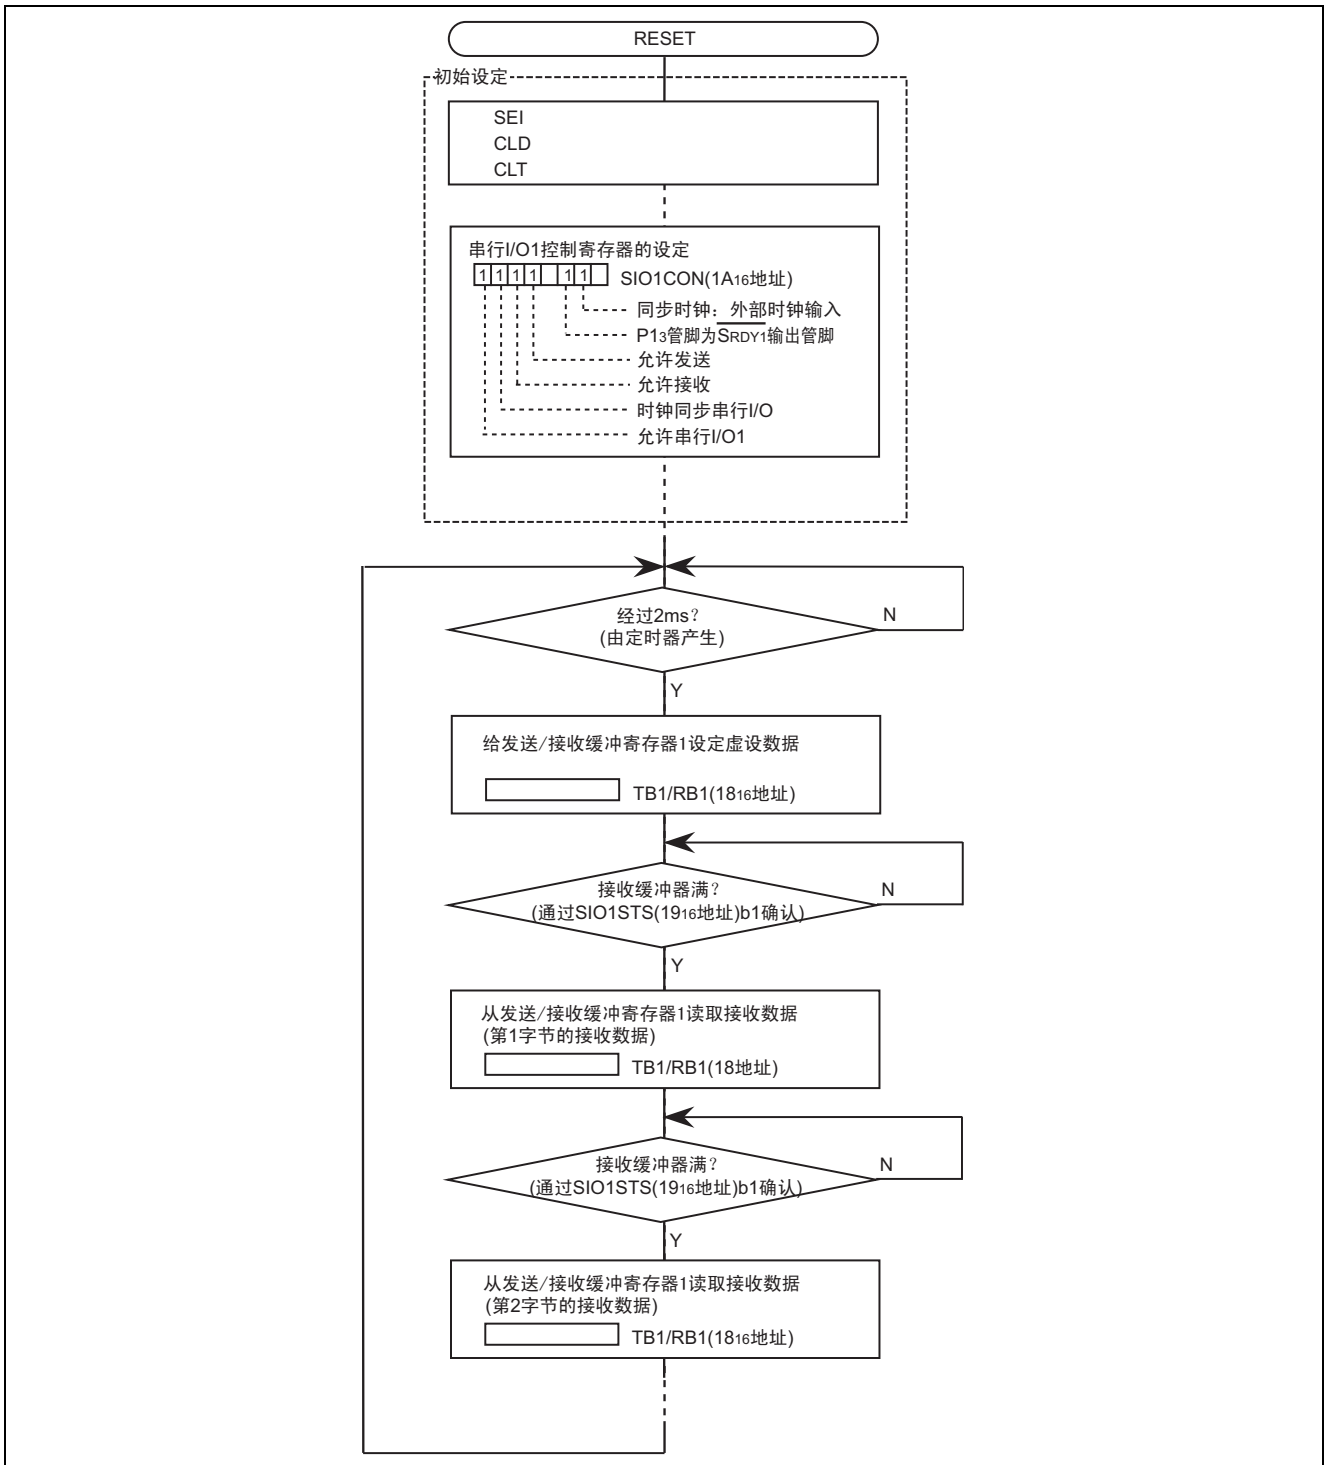 RESET
初始设定
SEI
CLD
CLT
串行I/O1控制寄存器的设定
1 1 1 1 1 1 SIO1CON(1A16地址)
同步时钟：外部时钟输入
P13管脚为SRDY1输出管脚
允许发送
允许接收
时钟同步串行I/O
允许串行I/O1
经过2ms？
(由定时器产生)
N
Y
给发送/接收缓冲寄存器1设定虚设数据
TB1/RB1(1816地址)
接收缓冲器满？
(通过SIO1STS(1916地址)b1确认)
N
Y
从发送/接收缓冲寄存器1读取接收数据
(第1字节的接收数据)
TB1/RB1(18地址)
接收缓冲器满？
(通过SIO1STS(1916地址)b1确认)
N
Y
从发送/接收缓冲寄存器1读取接收数据
(第2字节的接收数据)
TB1/RB1(1816地址)